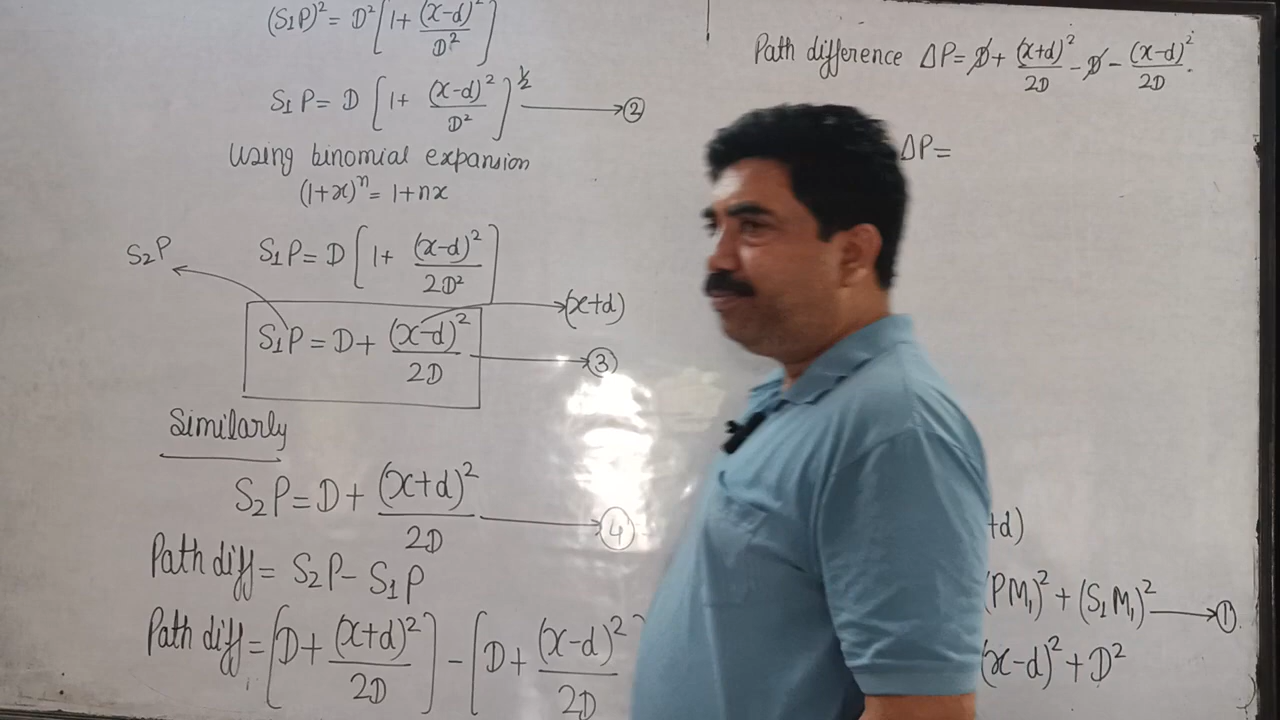 (S₁P)² = D²[1+ (x-d)²/D²]
S₁P = D [1+ (x-d)²/D²]^½ → ②
Using binomial expansion
(1+x)ⁿ = 1+nx
S₂P
S₁P = D [1+ (x-d)²/2D²]
→ (x+d)
S₁P = D+ (x-d)²/2D → ③
Similarly
S₂P = D+ (x+d)²/2D → ④
Path diff = S₂P - S₁P
Path diff = [D+ (x+d)²/2D] - [D+ (x-d)²/2D
Path difference ΔP = D+ (x+d)²/2D - D - (x-d)²/2D.
ΔP =
+d)
(PM₁)² + (S₁M₁)² → ①
(x-d)² + D²